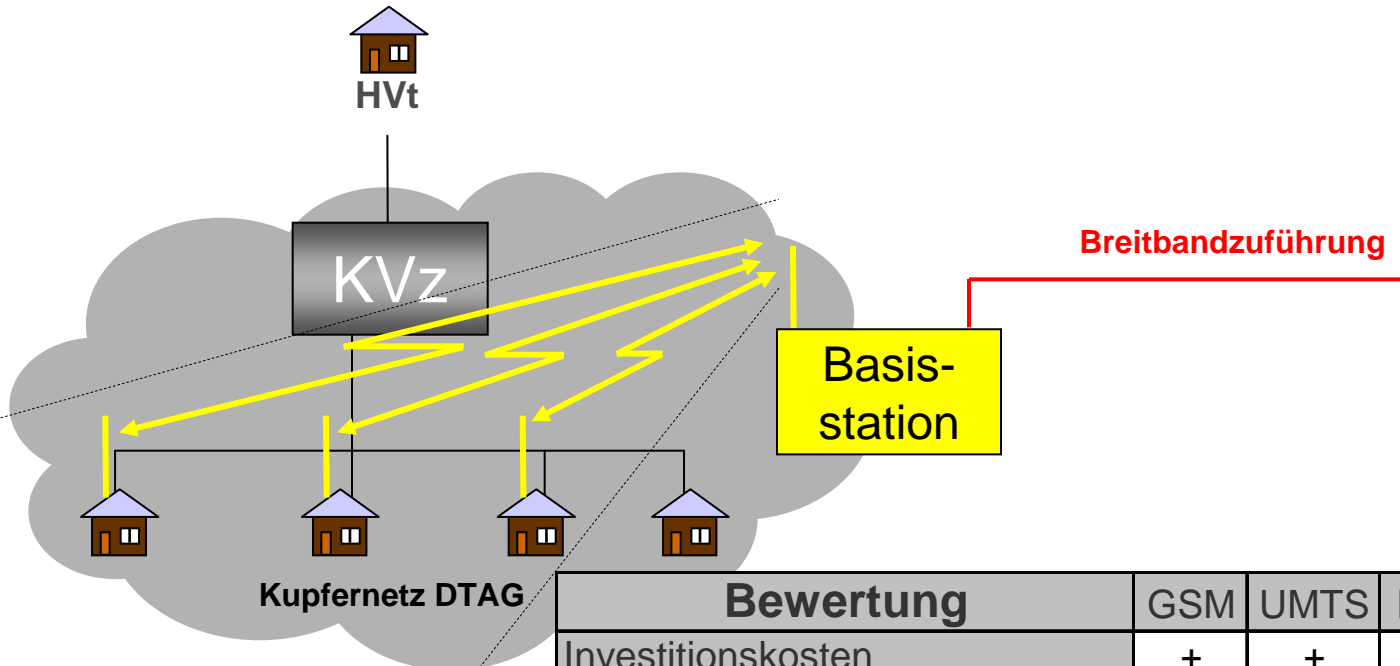 HVt
KVz
Breitbandzuführung
Basis-
station
Kupfernetz DTAG
Bewertung GSM UMTS
Investitionskosten + +